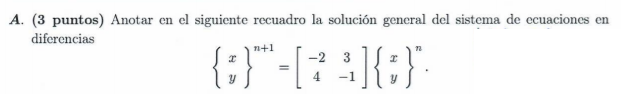 A. (3 puntos) Anotar en el siguiente recuadro la solución general del sistema de ecuaciones en
diferencias
{ x y }^{n+1} = [ −2 3 4 −1 ] { x y }^n .